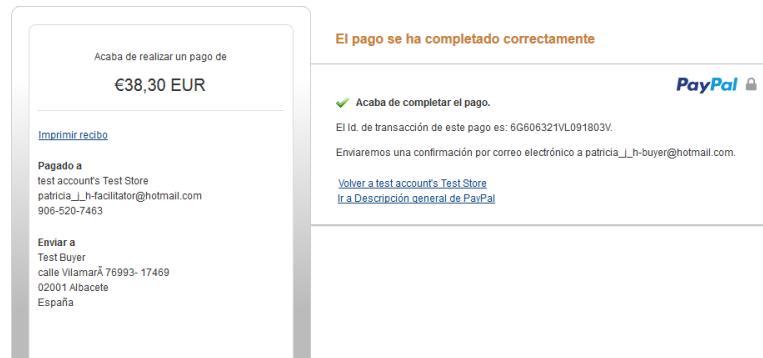 Acaba de realizar un pago de
€38,30 EUR
Imprimir recibo
Pagado a
test account's Test Store
patricia_j_h-facilitator@hotmail.com
906-520-7463
Enviar a
Test Buyer
calle VilamarÃ 76993- 17469
02001 Albacete
España
El pago se ha completado correctamente
PayPal
Acaba de completar el pago.
El Id. de transacción de este pago es: 6G606321VL091803V.
Enviaremos una confirmación por correo electrónico a patricia_j_h-buyer@hotmail.com.
Volver a test account's Test Store
Ir a Descripción general de PayPal